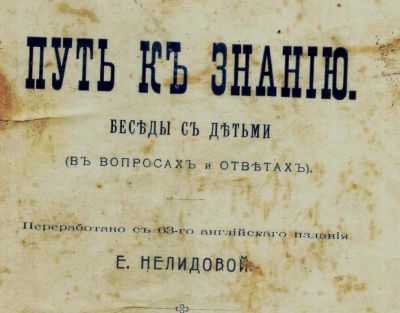 ПУТЬ КЪ ЗНАНІЮ.
БЕСѢДЫ СЪ ДѢТЬМИ
(ВЪ ВОПРОСАХЪ и ОТВѢТАХЪ).
Переработано съ 63-го англійскаго изданія
Е. НЕЛИДОВОЙ.